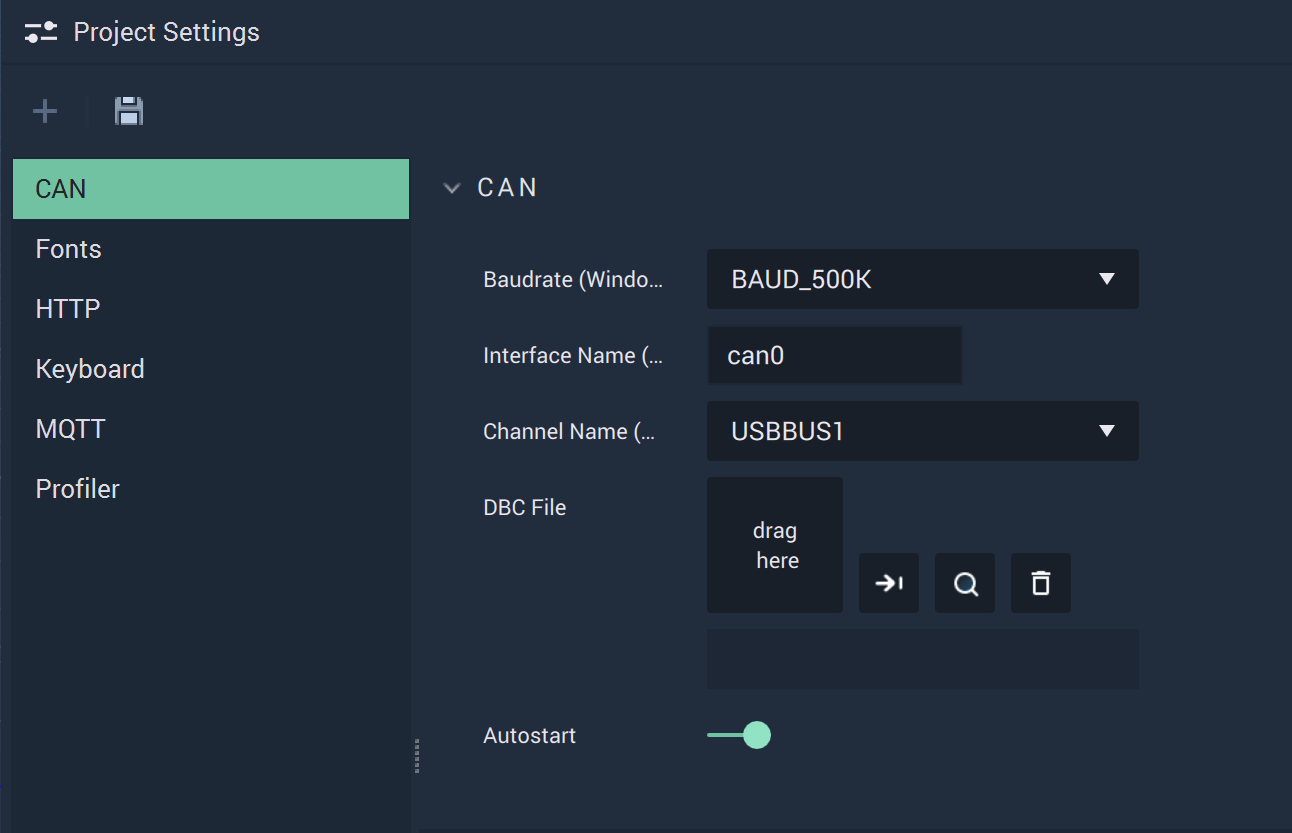 Project Settings
CAN
Fonts
HTTP
Keyboard
MQTT
Profiler
CAN
Baudrate (Windo...
BAUD_500K
Interface Name (...
can0
Channel Name (...
USBBUS1
DBC File
drag
here
Autostart